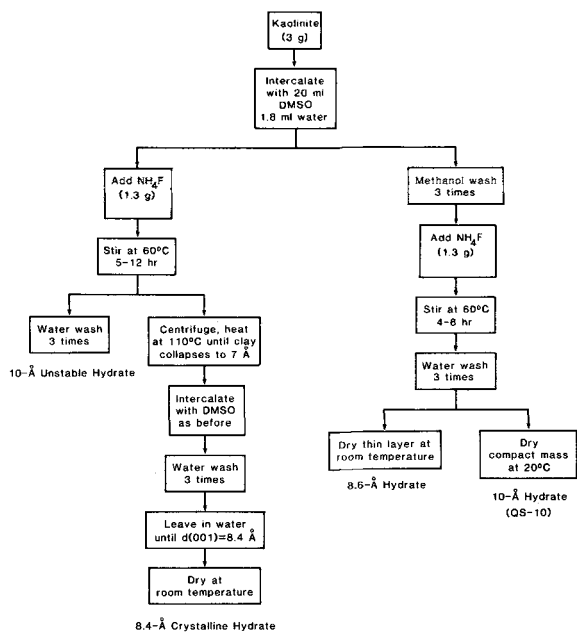 Kaolinite
(3 g)
Intercalate
with 20 ml
DMSO
1.8 ml water
Add NH₄F
(1.3 g)
Stir at 60ºC
5-12 hr
Water wash
3 times
10-Å Unstable Hydrate
Centrifuge, heat
at 110ºC until clay
collapses to 7 Å
Intercalate
with DMSO
as before
Water wash
3 times
Leave in water
until d(001)=8.4 Å
Dry at
room temperature
8.4-Å Crystalline Hydrate
Methanol wash
3 times
Add NH₄F
(1.3 g)
Stir at 60ºC
4-6 hr
Water wash
3 times
Dry thin layer at
room temperature
8.6-Å Hydrate
Dry
compact mass
at 20ºC
10-Å Hydrate
(QS-10)